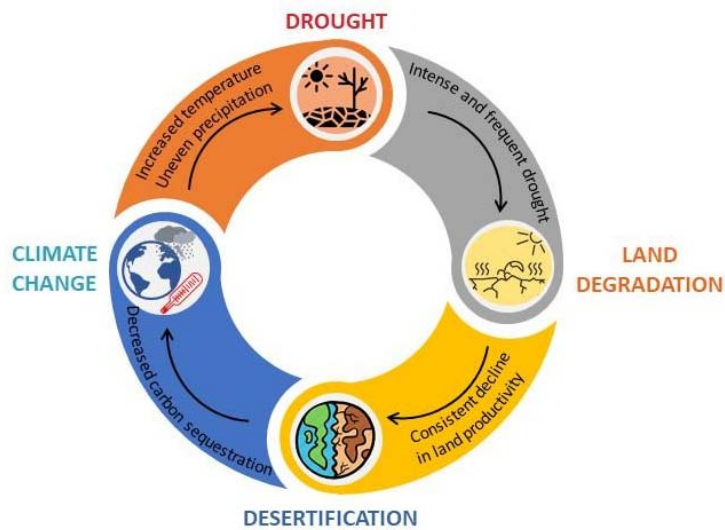 DROUGHT
Increased temperature
Uneven precipitation
Intense and frequent drought
CLIMATE
CHANGE
LAND
DEGRADATION
Decreased carbon sequestration
Consistent decline
in land productivity
DESERTIFICATION